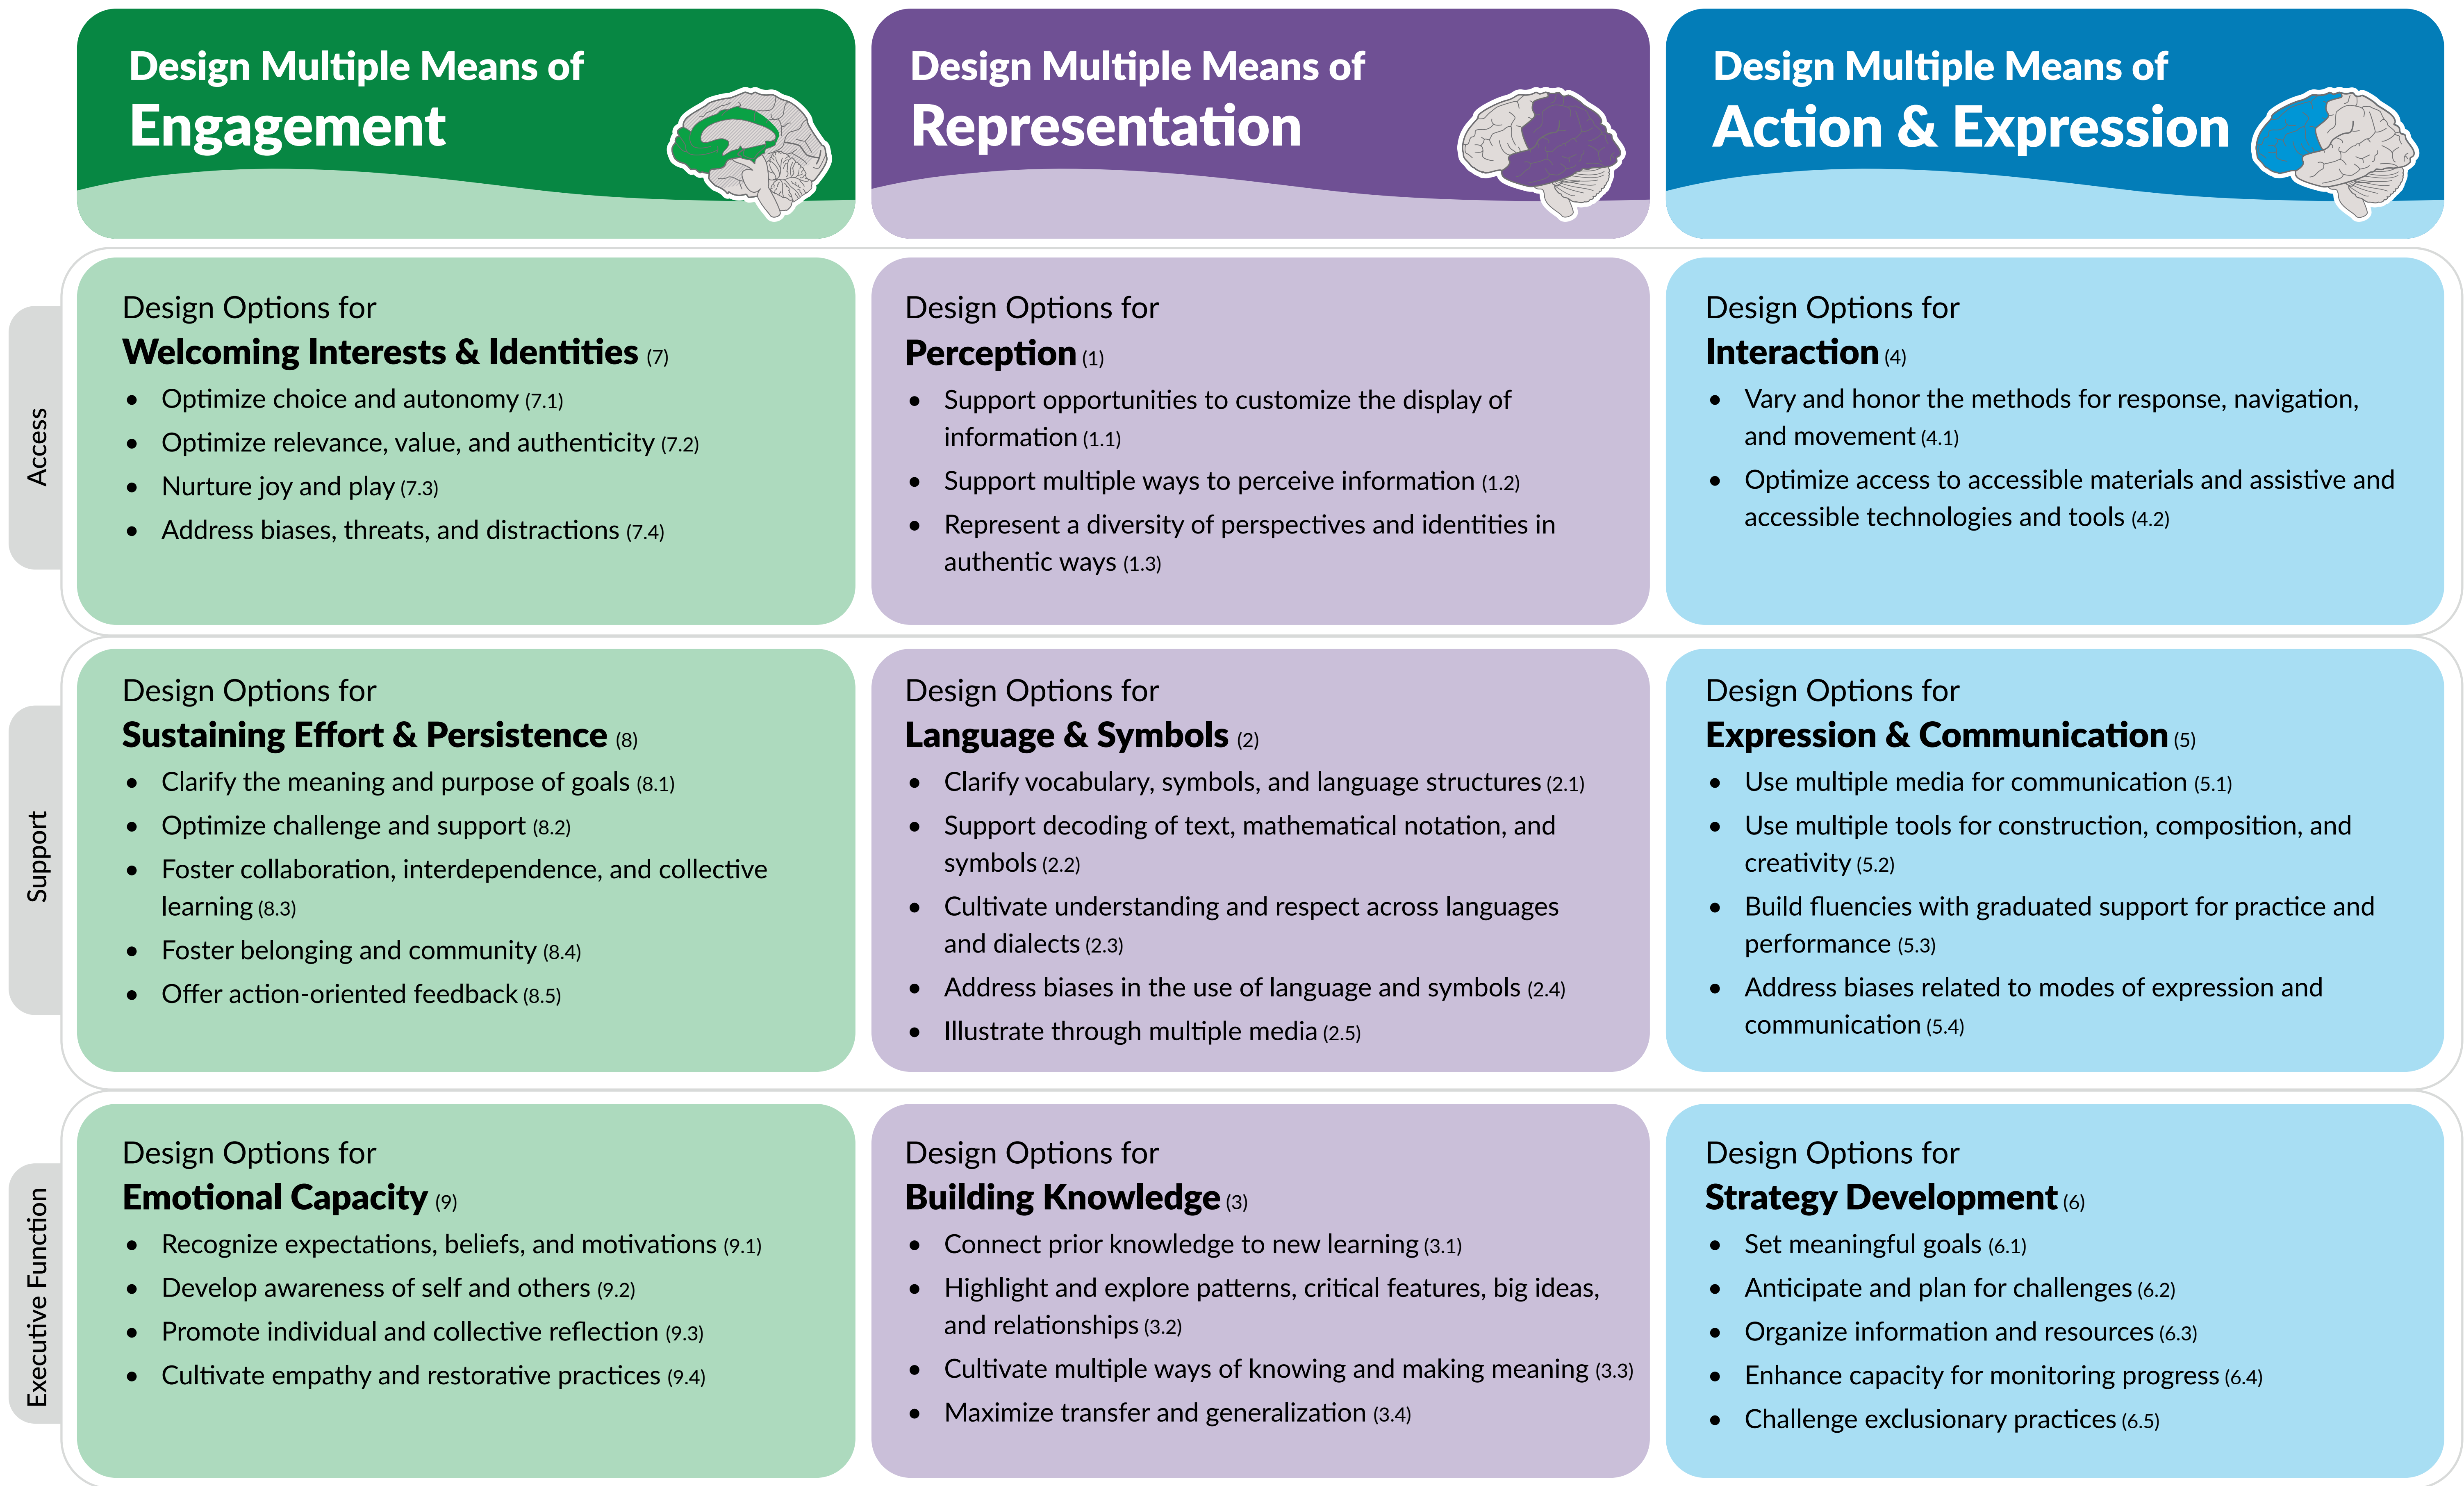 Design Multiple Means of
Engagement
Design Multiple Means of
Representation
Design Multiple Means of
Action & Expression
Access
Design Options for
Welcoming Interests & Identities (7)
• Optimize choice and autonomy (7.1)
• Optimize relevance, value, and authenticity (7.2)
• Nurture joy and play (7.3)
• Address biases, threats, and distractions (7.4)
Design Options for
Perception (1)
• Support opportunities to customize the display of
information (1.1)
• Support multiple ways to perceive information (1.2)
• Represent a diversity of perspectives and identities in
authentic ways (1.3)
Design Options for
Interaction (4)
• Vary and honor the methods for response, navigation,
and movement (4.1)
• Optimize access to accessible materials and assistive and
accessible technologies and tools (4.2)
Support
Design Options for
Sustaining Effort & Persistence (8)
• Clarify the meaning and purpose of goals (8.1)
• Optimize challenge and support (8.2)
• Foster collaboration, interdependence, and collective
learning (8.3)
• Foster belonging and community (8.4)
• Offer action-oriented feedback (8.5)
Design Options for
Language & Symbols (2)
• Clarify vocabulary, symbols, and language structures (2.1)
• Support decoding of text, mathematical notation, and
symbols (2.2)
• Cultivate understanding and respect across languages
and dialects (2.3)
• Address biases in the use of language and symbols (2.4)
• Illustrate through multiple media (2.5)
Design Options for
Expression & Communication (5)
• Use multiple media for communication (5.1)
• Use multiple tools for construction, composition, and
creativity (5.2)
• Build fluencies with graduated support for practice and
performance (5.3)
• Address biases related to modes of expression and
communication (5.4)
Executive Function
Design Options for
Emotional Capacity (9)
• Recognize expectations, beliefs, and motivations (9.1)
• Develop awareness of self and others (9.2)
• Promote individual and collective reflection (9.3)
• Cultivate empathy and restorative practices (9.4)
Design Options for
Building Knowledge (3)
• Connect prior knowledge to new learning (3.1)
• Highlight and explore patterns, critical features, big ideas,
and relationships (3.2)
• Cultivate multiple ways of knowing and making meaning (3.3)
• Maximize transfer and generalization (3.4)
Design Options for
Strategy Development (6)
• Set meaningful goals (6.1)
• Anticipate and plan for challenges (6.2)
• Organize information and resources (6.3)
• Enhance capacity for monitoring progress (6.4)
• Challenge exclusionary practices (6.5)